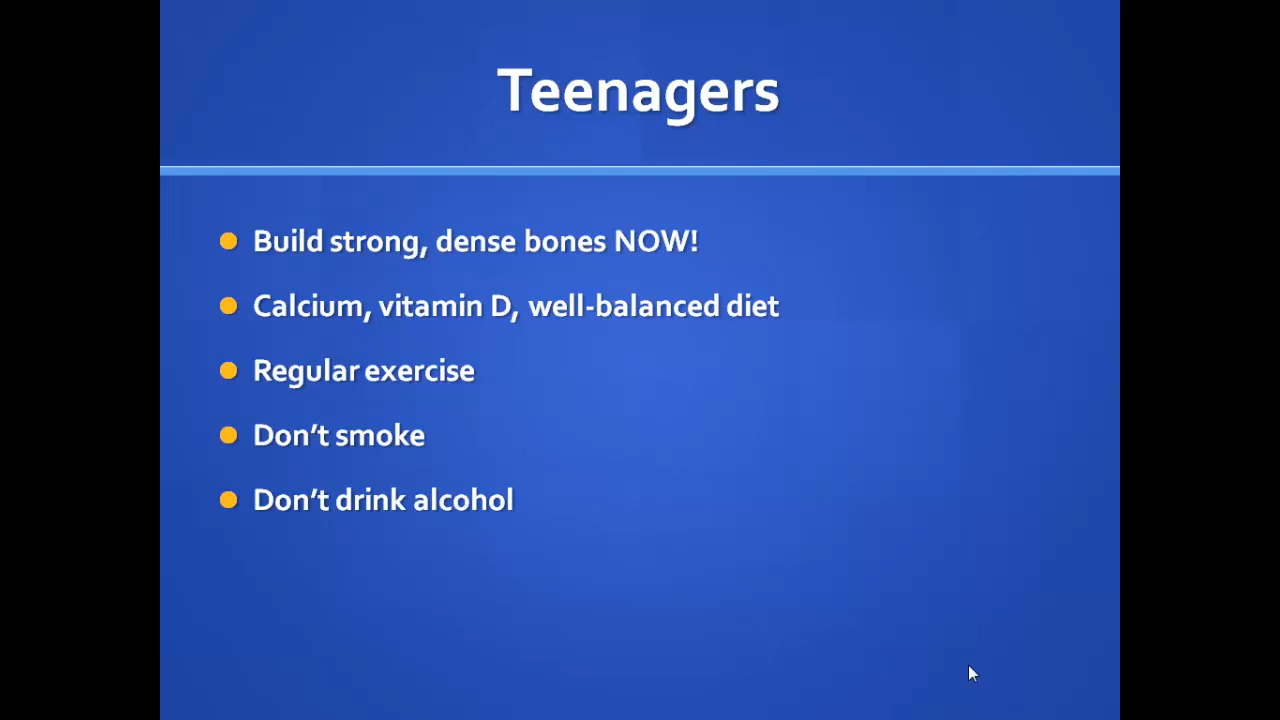 Teenagers
Build strong, dense bones NOW!
Calcium, vitamin D, well-balanced diet
Regular exercise
Don’t smoke
Don’t drink alcohol